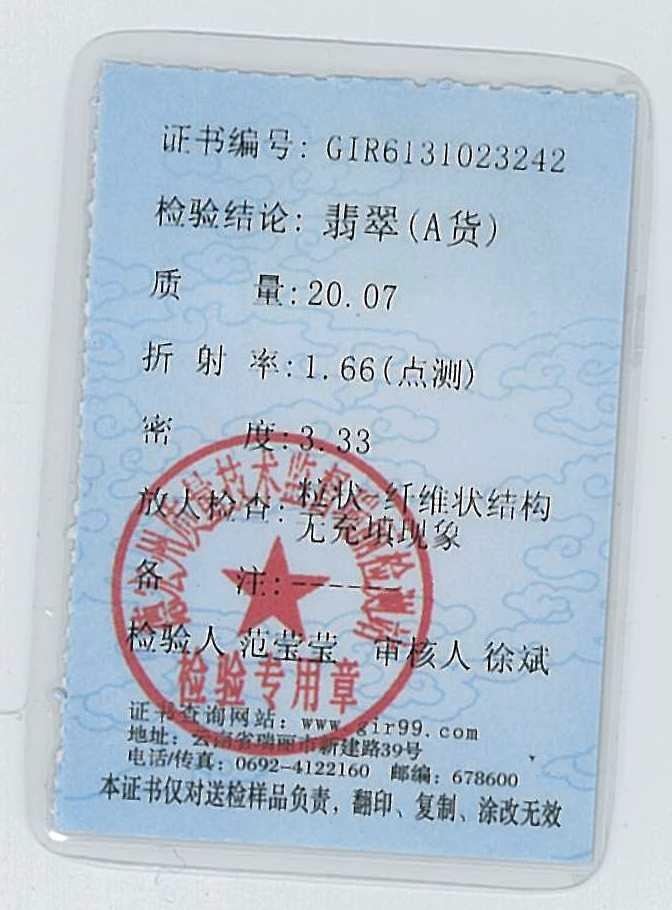 证书编号: GIR6131023242
检验结论: 翡翠(A货)
质 量: 20.07
折 射 率: 1.66(点测)
密 度: 3.33
放大检查: 粒状-纤维状结构
无充填现象
备 注: ------
检验人 范莹莹 审核人 徐斌
检验专用章
证书查询网站: www.gir99.com
地址: 云南省瑞丽市新建路39号
电话/传真: 0692-4122160 邮编: 678600
本证书仅对送检样品负责, 翻印、复制、涂改无效